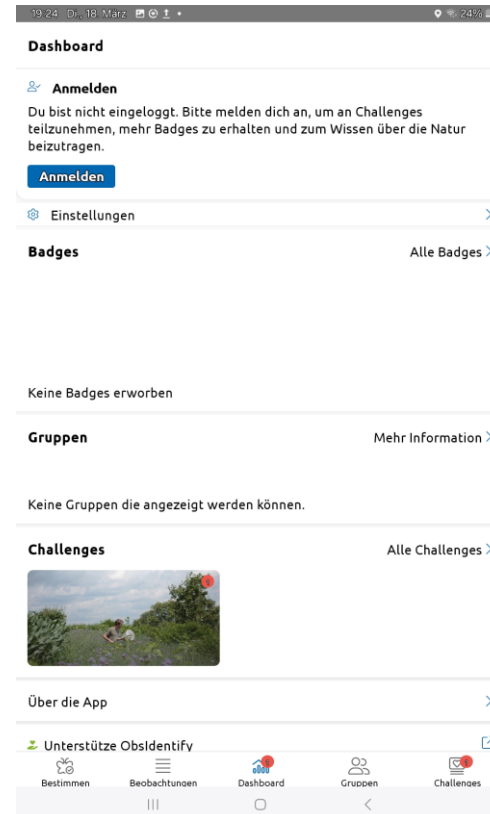 19:24 Di., 18. März
24%
Dashboard
Anmelden
Du bist nicht eingeloggt. Bitte melden dich an, um an Challenges
teilzunehmen, mehr Badges zu erhalten und zum Wissen über die Natur
beizutragen.
Anmelden
Einstellungen
Badges Alle Badges
Keine Badges erworben
Gruppen Mehr Information
Keine Gruppen die angezeigt werden können.
Challenges Alle Challenges
Über die App
Unterstütze ObsIdentify
Bestimmen Beobachtungen Dashboard Gruppen Challenges